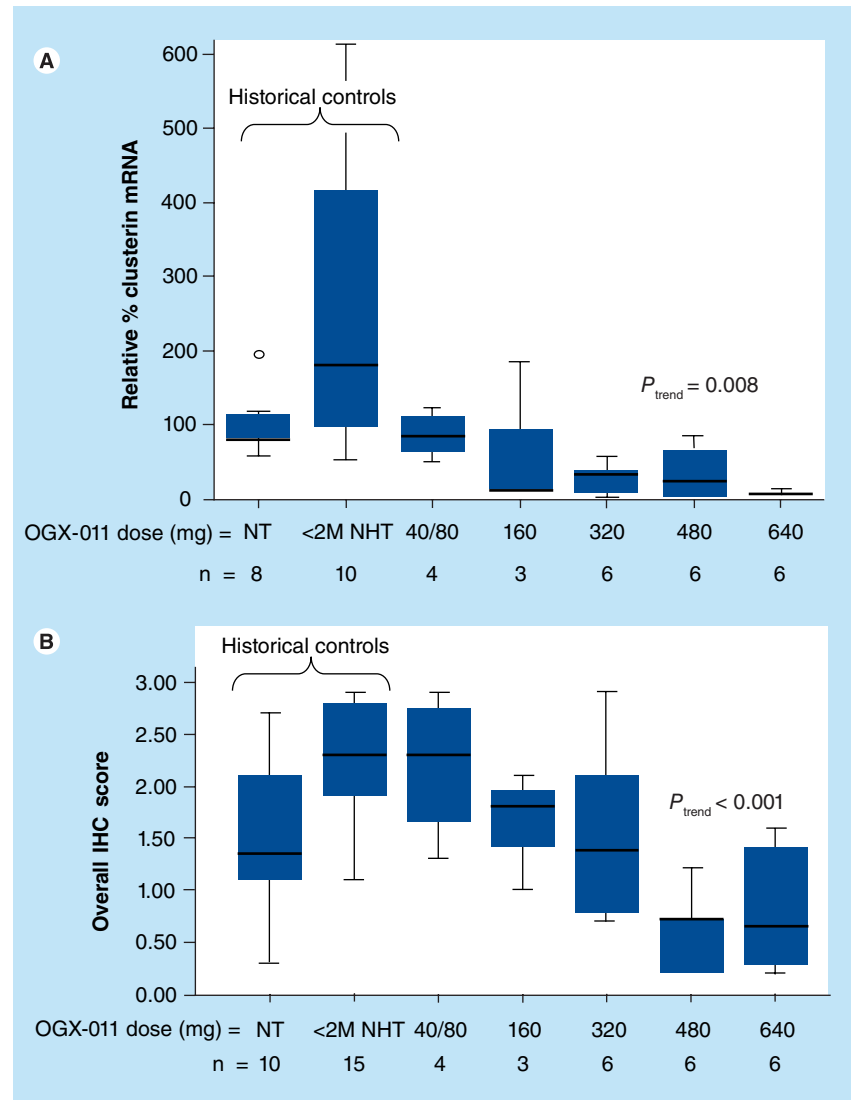 A
Relative % clusterin mRNA
600
500
400
300
200
100
0
Historical controls
P trend = 0.008
OGX-011 dose (mg) = NT <2M NHT 40/80 160 320 480 640
n = 8 10 4 3 6 6 6
B
Overall IHC score
Historical controls
3.00
2.50
2.00
1.50
1.00
0.50
0.00
P trend < 0.001
OGX-011 dose (mg) = NT <2M NHT 40/80 160 320 480 640
n = 10 15 4 3 6 6 6